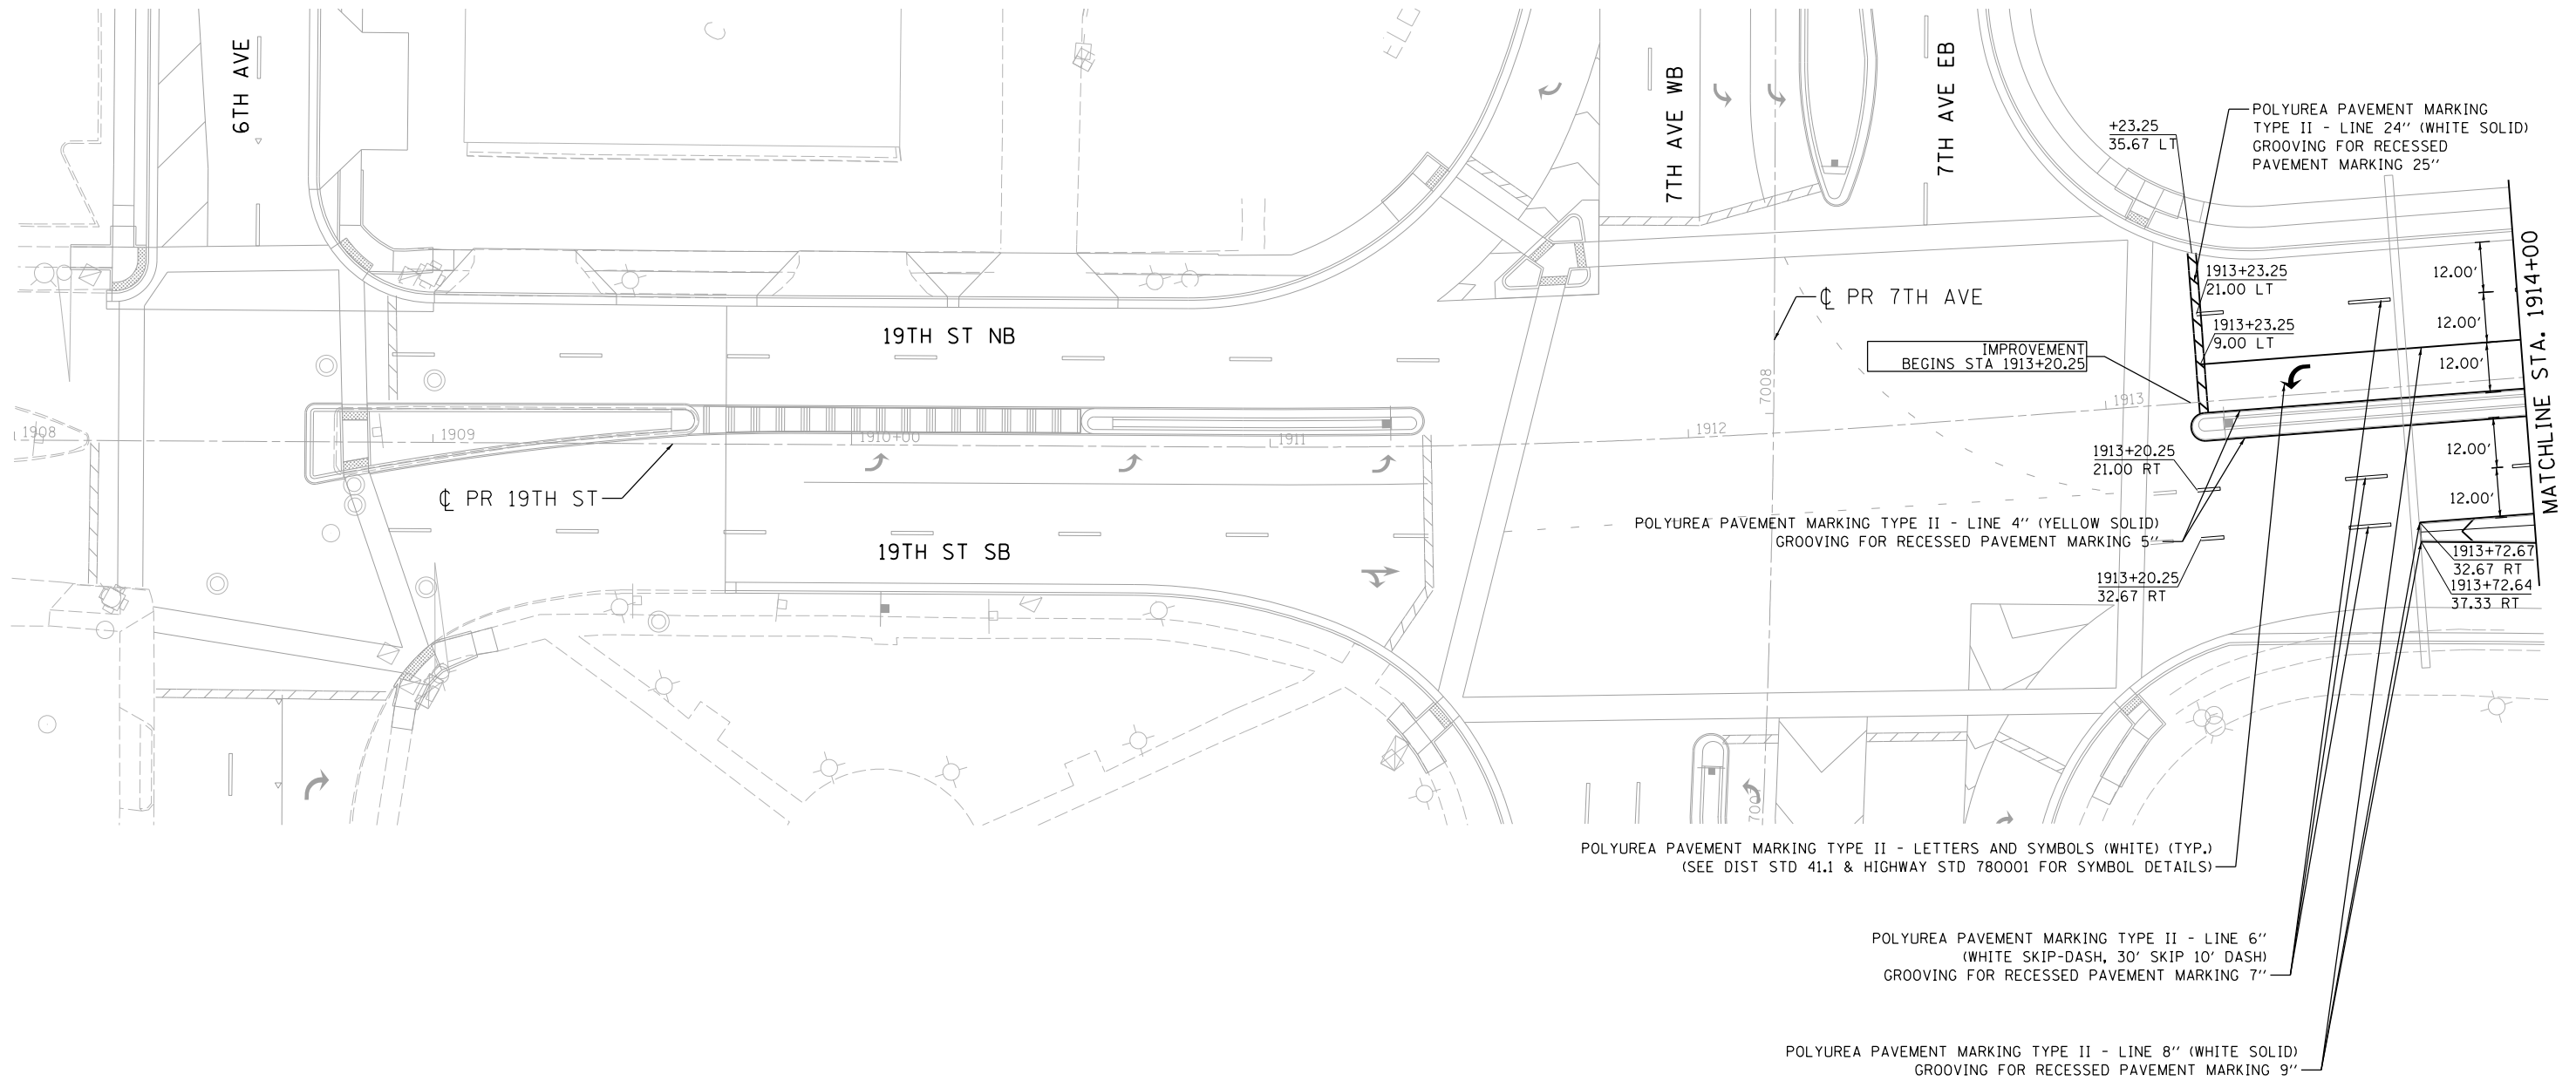 6TH AVE
C
7TH AVE WB
7TH AVE EB
POLYUREA PAVEMENT MARKING
TYPE II - LINE 24" (WHITE SOLID)
GROOVING FOR RECESSED
PAVEMENT MARKING 25"
+23.25
35.67 LT
1913+23.25
21.00 LT
1913+23.25
9.00 LT
12.00'
12.00'
12.00'
MATCHLINE STA. 1914+00
℄ PR 7TH AVE
19TH ST NB
IMPROVEMENT
BEGINS STA 1913+20.25
7008
1908
1909
1910+00
1911
1912
1913
℄ PR 19TH ST
19TH ST SB
1913+20.25
21.00 RT
12.00'
12.00'
POLYUREA PAVEMENT MARKING TYPE II - LINE 4" (YELLOW SOLID)
GROOVING FOR RECESSED PAVEMENT MARKING 5"
1913+20.25
32.67 RT
1913+72.67
32.67 RT
1913+72.64
37.33 RT
POLYUREA PAVEMENT MARKING TYPE II - LETTERS AND SYMBOLS (WHITE) (TYP.)
(SEE DIST STD 41.1 & HIGHWAY STD 780001 FOR SYMBOL DETAILS)
POLYUREA PAVEMENT MARKING TYPE II - LINE 6"
(WHITE SKIP-DASH, 30' SKIP 10' DASH)
GROOVING FOR RECESSED PAVEMENT MARKING 7"
POLYUREA PAVEMENT MARKING TYPE II - LINE 8" (WHITE SOLID)
GROOVING FOR RECESSED PAVEMENT MARKING 9"